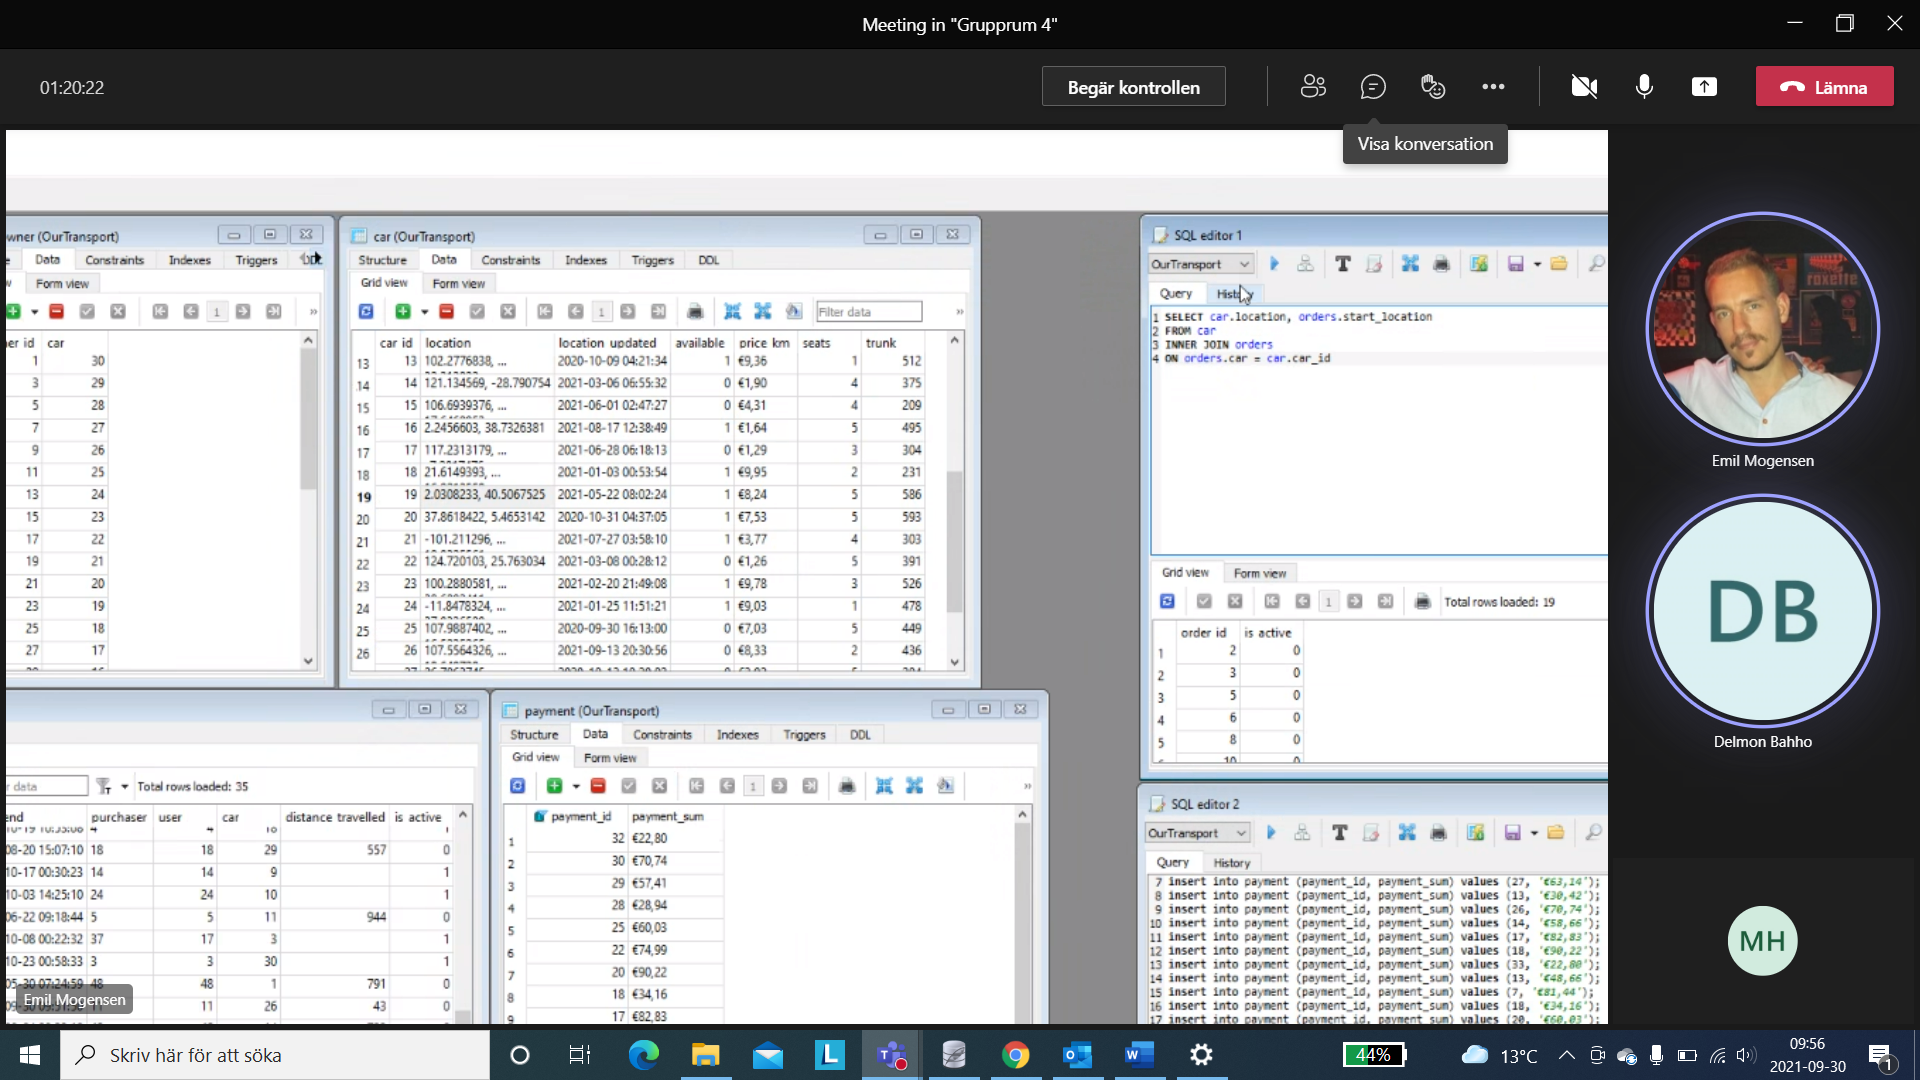 Meeting in "Grupprum 4"
01:20:22
Begär kontrollen
Lämna
Visa konversation
wner (OurTransport)
Data Constraints Indexes Triggers
Form view
1
er id car
1 30
3 29
5 28
7 27
9 26
11 25
13 24
15 23
17 22
19 21
21 20
23 19
25 18
27 17
car (OurTransport)
Structure Data Constraints Indexes Triggers DDL
Grid view Form view
1 Filter data
car id location location updated available price km seats trunk
13 13 102.2776838, ... 2020-10-09 04:21:34 1 €9,36 1 512
14 14 121.134569, -28.790754 2021-03-06 06:55:32 0 €1,90 4 375
15 15 106.6939376, ... 2021-06-01 02:47:27 0 €4,31 4 209
16 16 2.2456603, 38.7326381 2021-08-17 12:38:49 1 €1,64 5 495
17 17 117.2313179, ... 2021-06-28 06:18:13 0 €1,29 3 304
18 18 21.6149393, ... 2021-01-03 00:53:54 1 €9,95 2 231
19 19 2.0308233, 40.5067525 2021-05-22 08:02:24 1 €8,24 5 586
20 20 37.8618422, 5.4653142 2020-10-31 04:37:05 1 €7,53 5 593
21 21 -101.211296, ... 2021-07-27 03:58:10 1 €3,77 4 303
22 22 124.720103, 25.763034 2021-03-08 00:28:12 0 €1,26 5 391
23 23 100.2880581, ... 2021-02-20 21:49:08 1 €9,78 3 526
24 24 -11.8478324, ... 2021-01-25 11:51:21 1 €9,03 1 478
25 25 107.9887402, ... 2020-09-30 16:13:00 0 €7,03 5 449
26 26 107.5564326, ... 2021-09-13 20:30:56 0 €8,33 2 436
SQL editor 1
OurTransport
Query History
1 SELECT car.location, orders.start_location
2 FROM car
3 INNER JOIN orders
4 ON orders.car = car.car_id
Grid view Form view
1 Total rows loaded: 19
order id is active
1 2 0
2 3 0
3 5 0
4 6 0
5 8 0
10 0
r data Total rows loaded: 35
end purchaser user car distance travelled is active
08-20 15:07:10 18 18 29 557 0
10-17 00:30:23 14 14 9 1
10-03 14:25:10 24 24 10 1
06-22 09:18:44 5 5 11 944 0
10-08 00:22:32 37 17 3 1
10-23 00:58:33 3 3 30 1
05-30 07:24:59 48 48 1 791 0
11 26 43 0
Emil Mogensen
payment (OurTransport)
Structure Data Constraints Indexes Triggers DDL
Grid view Form view
1
payment_id payment_sum
1 32 €22,80
2 30 €70,74
3 29 €57,41
4 28 €28,94
5 25 €60,03
6 22 €74,99
7 20 €90,22
8 18 €34,16
9 17 €82,83
SQL editor 2
OurTransport
Query History
7 insert into payment (payment_id, payment_sum) values (27, '€63,14');
8 insert into payment (payment_id, payment_sum) values (13, '€30,42');
9 insert into payment (payment_id, payment_sum) values (26, '€70,74');
10 insert into payment (payment_id, payment_sum) values (14, '€58,66');
11 insert into payment (payment_id, payment_sum) values (17, '€82,83');
12 insert into payment (payment_id, payment_sum) values (18, '€90,22');
13 insert into payment (payment_id, payment_sum) values (33, '€22,80');
14 insert into payment (payment_id, payment_sum) values (13, '€48,66');
15 insert into payment (payment_id, payment_sum) values (7, '€81,44');
16 insert into payment (payment_id, payment_sum) values (18, '€34,16');
17 insert into payment (payment_id, payment_sum) values (20, '€60,03');
roxette
Emil Mogensen
DB
Delmon Bahho
MH
Skriv här för att söka
44%
13°C
09:56
2021-09-30
1